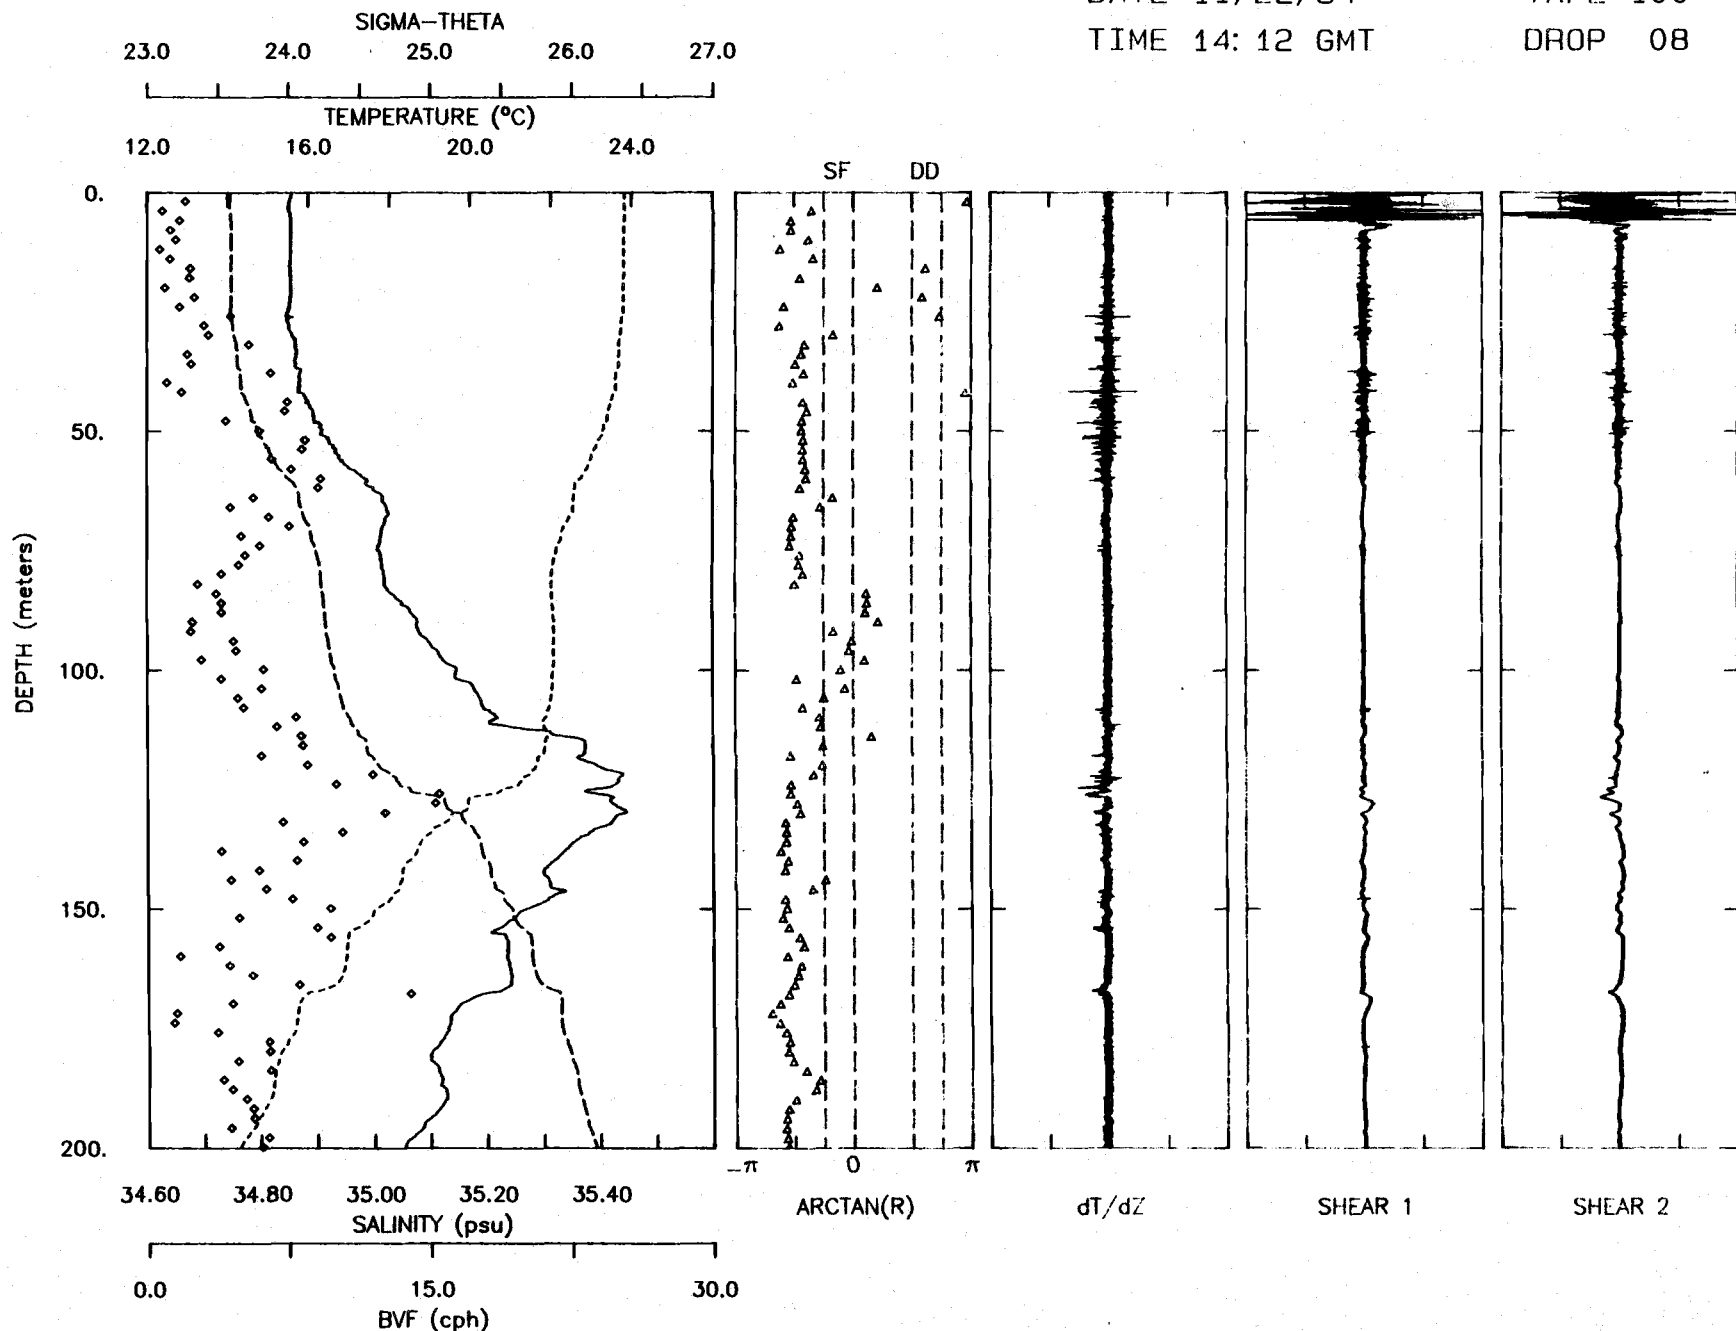 SIGMA-THETA
23.0 24.0 25.0 26.0 27.0
TIME 14:12 GMT DROP 08
TEMPERATURE (°C)
12.0 16.0 20.0 24.0
SF DD
0.
50.
100.
150.
200.
DEPTH (meters)
-π 0 π
34.60 34.80 35.00 35.20 35.40
SALINITY (psu)
ARCTAN(R) dT/dZ SHEAR 1 SHEAR 2
0.0 15.0 30.0
BVF (cph)